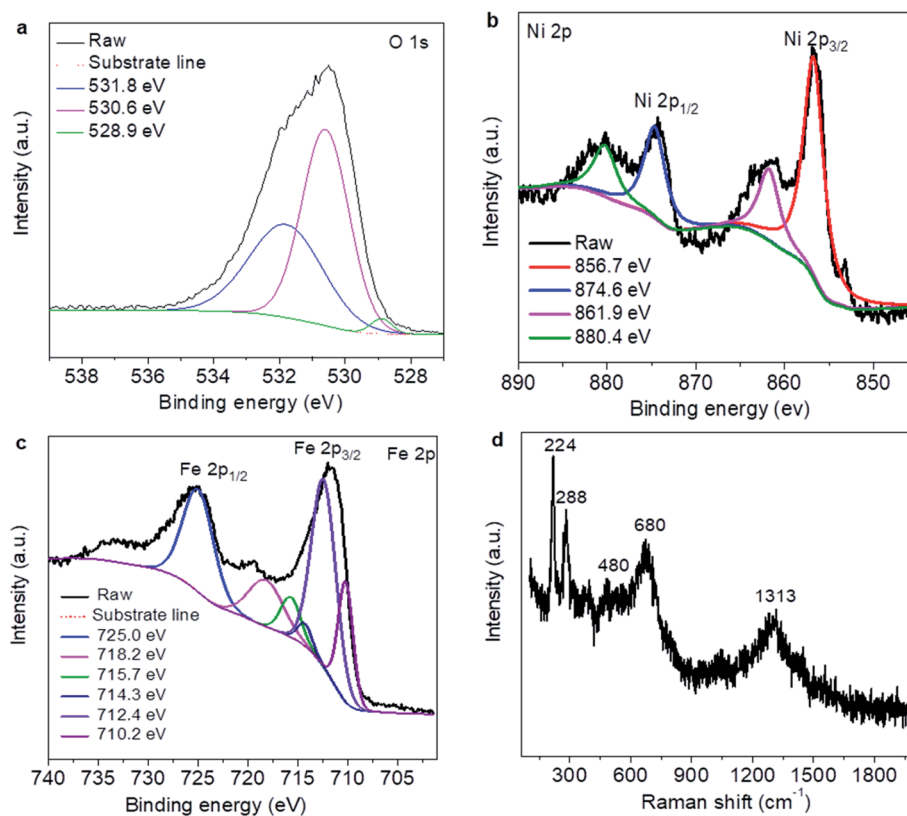 a
O 1s
Raw
Substrate line
531.8 eV
530.6 eV
528.9 eV
Intensity (a.u.)
538 536 534 532 530 528
Binding energy (eV)
b
Ni 2p
Ni 2p3/2
Ni 2p1/2
Raw
856.7 eV
874.6 eV
861.9 eV
880.4 eV
Intensity (a.u.)
890 880 870 860 850
Binding energy (ev)
c
Fe 2p3/2
Fe 2p
Fe 2p1/2
Raw
Substrate line
725.0 eV
718.2 eV
715.7 eV
714.3 eV
712.4 eV
710.2 eV
Intensity (a.u.)
740 735 730 725 720 715 710 705
Binding energy (eV)
d
224
288
480
680
1313
Intensity (a.u.)
300 600 900 1200 1500 1800
Raman shift (cm-1)